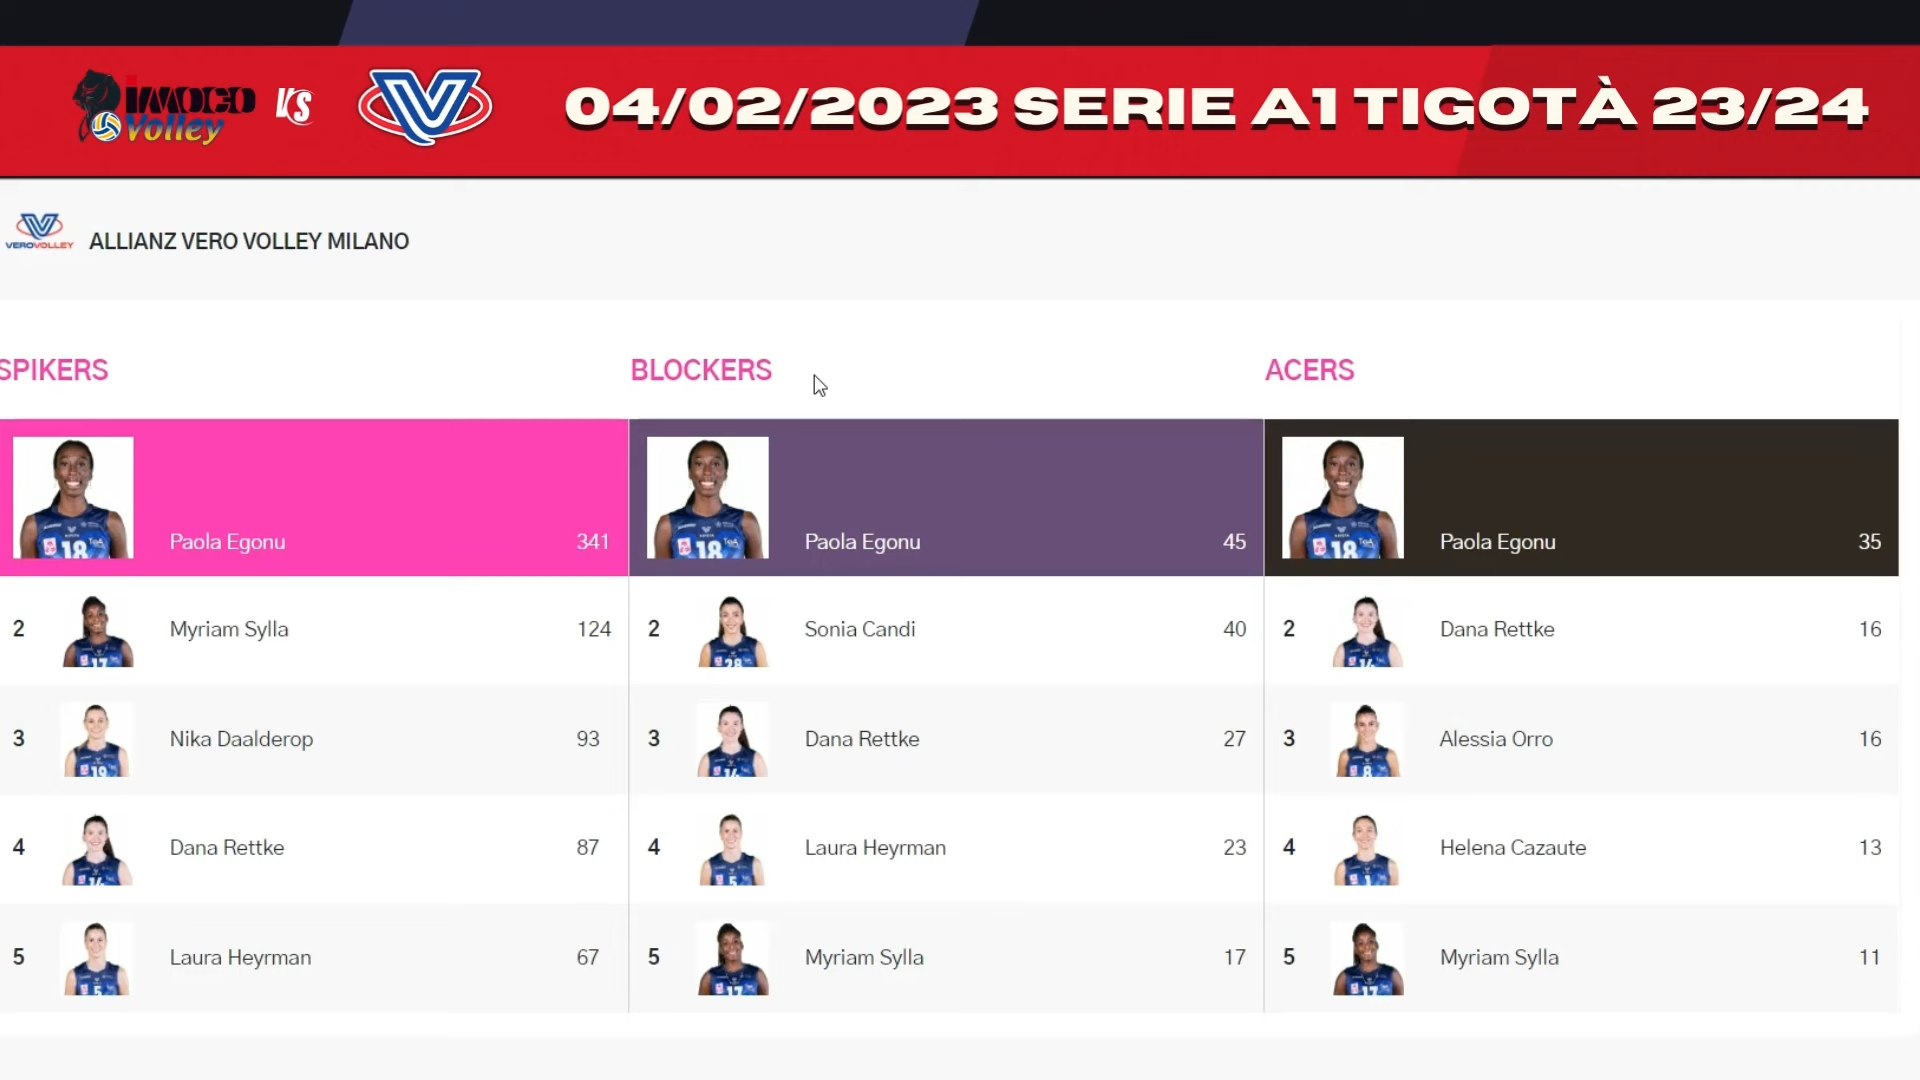 iMOCO
Volley
VS
04/02/2023 SERIE A1 TIGOTÀ 23/24
VEROVOLLEY
ALLIANZ VERO VOLLEY MILANO
SPIKERS
Paola Egonu 341
2 Myriam Sylla 124
3 Nika Daalderop 93
4 Dana Rettke 87
5 Laura Heyrman 67
BLOCKERS
Paola Egonu 45
2 Sonia Candi 40
3 Dana Rettke 27
4 Laura Heyrman 23
5 Myriam Sylla 17
ACERS
Paola Egonu 35
2 Dana Rettke 16
3 Alessia Orro 16
4 Helena Cazaute 13
5 Myriam Sylla 11